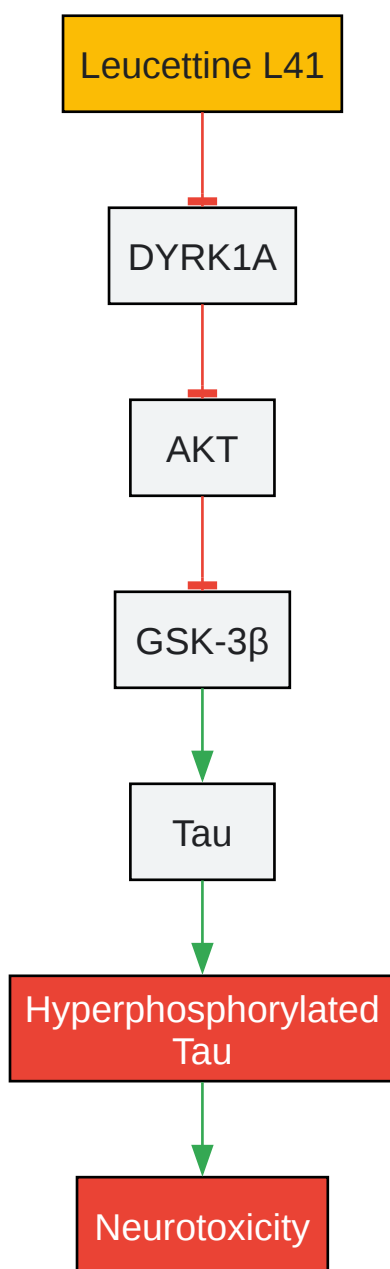 Leucettine L41
DYRK1A
AKT
GSK-3β
Tau
Hyperphosphorylated
Tau
Neurotoxicity